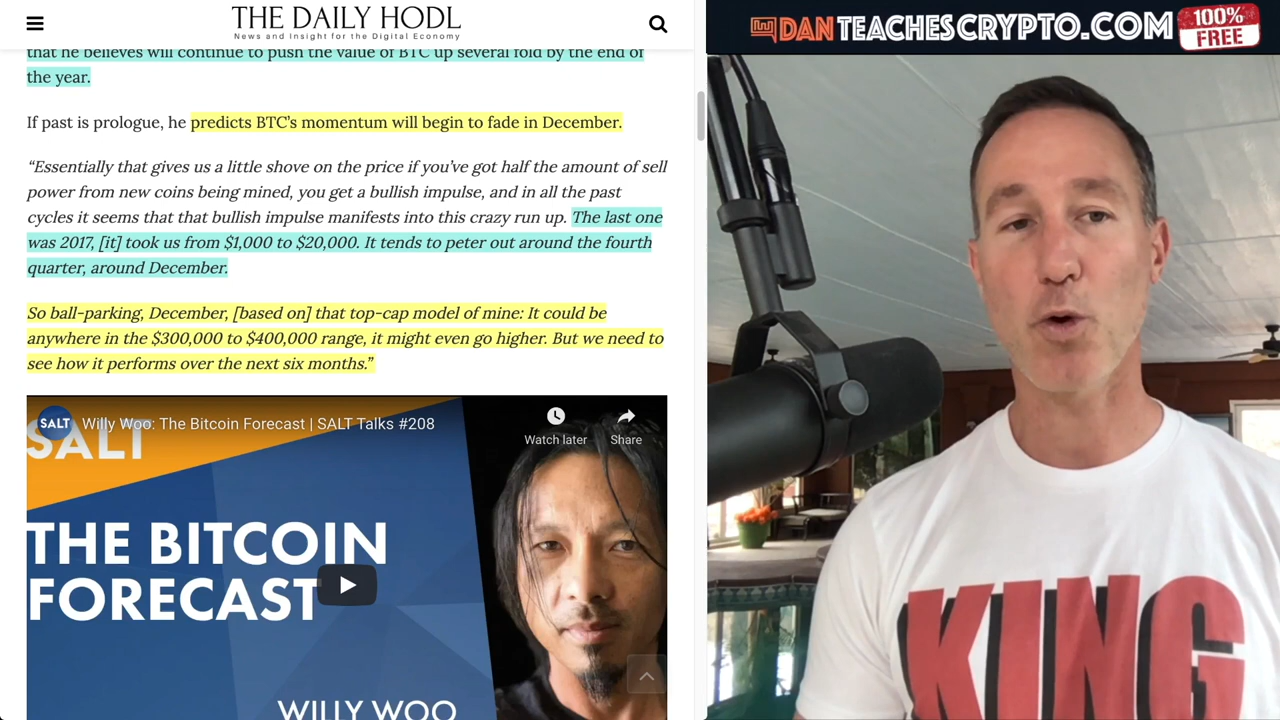 THE DAILY HODL
News and Insight for the Digital Economy
that he believes will continue to push the value of BTC up several fold by the end of
the year.
If past is prologue, he predicts BTC's momentum will begin to fade in December.
“Essentially that gives us a little shove on the price if you’ve got half the amount of sell
power from new coins being mined, you get a bullish impulse, and in all the past
cycles it seems that that bullish impulse manifests into this crazy run up. The last one
was 2017, [it] took us from $1,000 to $20,000. It tends to peter out around the fourth
quarter, around December.
So ball-parking, December, [based on] that top-cap model of mine: It could be
anywhere in the $300,000 to $400,000 range, it might even go higher. But we need to
see how it performs over the next six months.”
SALT
Willy Woo: The Bitcoin Forecast | SALT Talks #208
Watch later
Share
SALT
THE BITCOIN
FORECAST
WILLY WOO
DANTEACHESCRYPTO.COM
100%
FREE
KING